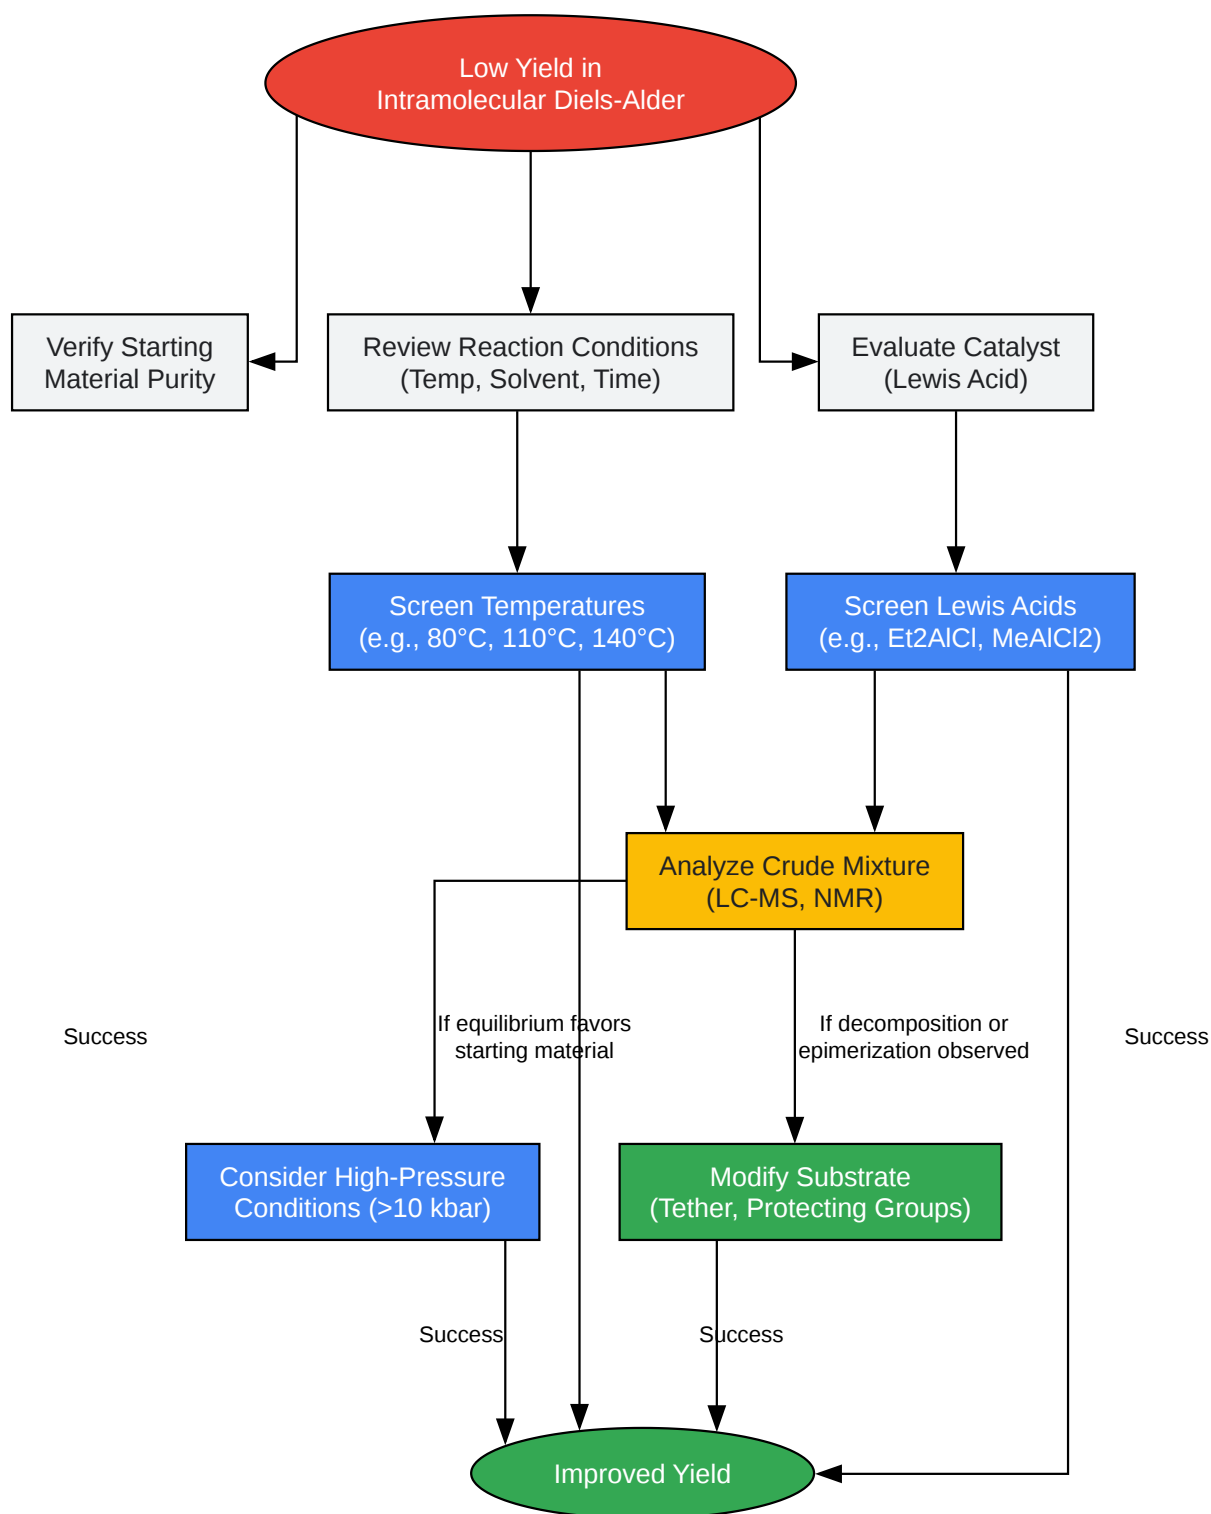 Low Yield in
Intramolecular Diels-Alder
Verify Starting
Material Purity
Review Reaction Conditions
(Temp, Solvent, Time)
Evaluate Catalyst
(Lewis Acid)
Screen Temperatures
(e.g., 80°C, 110°C, 140°C)
Screen Lewis Acids
(e.g., Et2AlCl, MeAlCl2)
Analyze Crude Mixture
(LC-MS, NMR)
Success
If equilibrium favors
starting material
If decomposition or
epimerization observed
Success
Consider High-Pressure
Conditions (>10 kbar)
Modify Substrate
(Tether, Protecting Groups)
Success
Success
Improved Yield